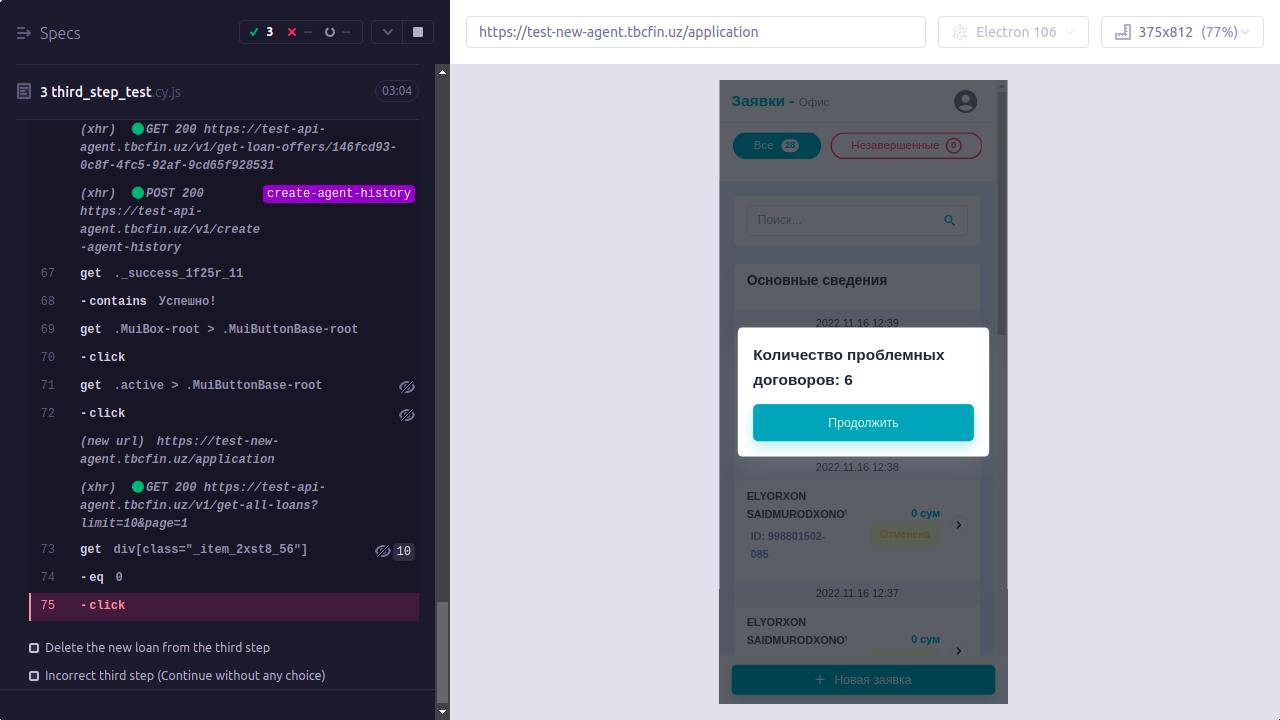 Specs
3 -- --
https://test-new-agent.tbcfin.uz/application
Electron 106
375x812 (77%)
3 third_step_test.cy.js
03:04
(xhr) GET 200 https://test-api-
agent.tbcfin.uz/v1/get-loan-offers/146fcd93-
0c8f-4fc5-92af-9cd65f928531
(xhr) POST 200 create-agent-history
https://test-api-
agent.tbcfin.uz/v1/create
-agent-history
67 get ._success_1f25r_11
68 -contains Успешно!
69 get .MuiBox-root > .MuiButtonBase-root
70 -click
71 get .active > .MuiButtonBase-root
72 -click
(new url) https://test-new-
agent.tbcfin.uz/application
(xhr) GET 200 https://test-api-
agent.tbcfin.uz/v1/get-all-loans?
limit=10&page=1
73 get div[class="_item_2xst8_56"] 10
74 -eq 0
75 -click
Delete the new loan from the third step
Incorrect third step (Continue without any choice)
Заявки - Офис
Все 28
Незавершенные 0
Поиск...
Основные сведения
2022.11.16 12:39
Количество проблемных
договоров: 6
Продолжить
2022.11.16 12:38
ELYORXON
SAIDMURODXONO
0 сум
ID: 998801502-
085
Отменена
2022.11.16 12:37
ELYORXON
SAIDMURODXONO
0 сум
+ Новая заявка